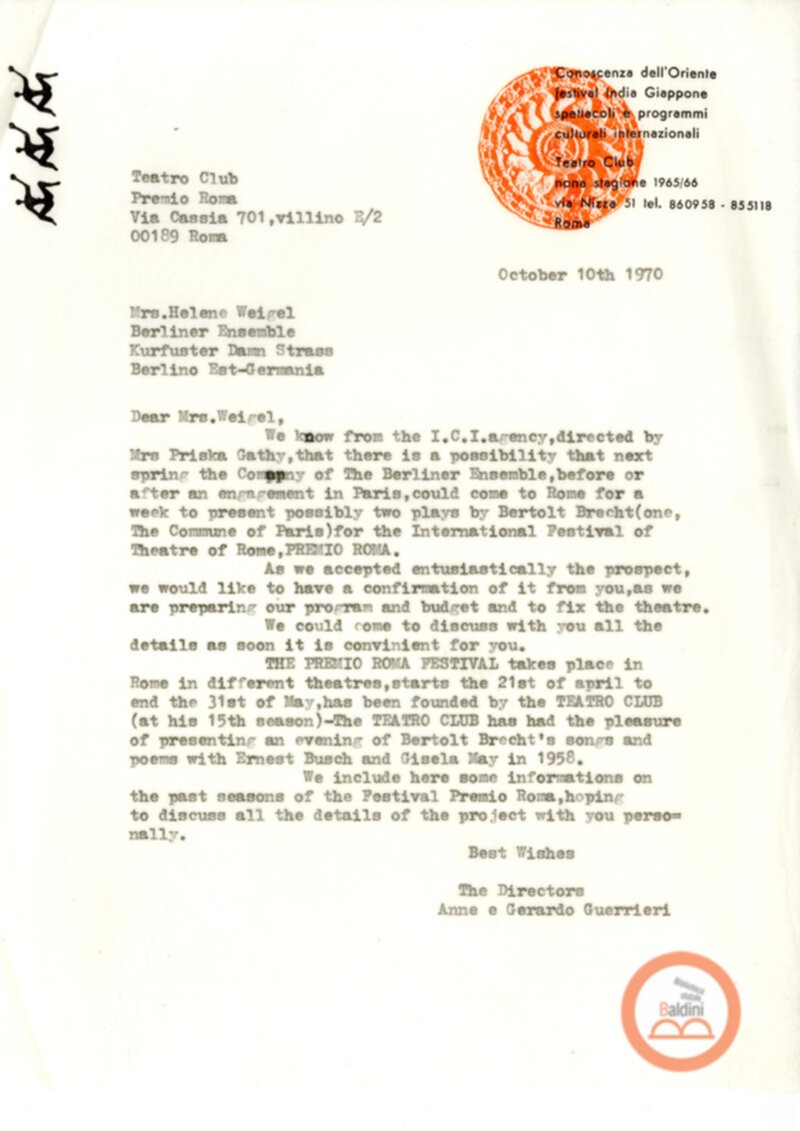 Conoscenza dell'Oriente
festival India Giappone
spettacoli e programmi
culturali internazionali
Teatro Club
nona stagione 1965/66
via Nizza 51 tel. 860958 - 855118
Roma
Teatro Club
Premio Roma
Via Cassia 701,villino E/2
00189 Roma
October 10th 1970
Mrs.Helene Weigel
Berliner Ensemble
Kurfuster Damn Strass
Berlino Est-Germania
Dear Mrs.Weigel,
We know from the I.C.I.agency,directed by
Mrs Priska Gathy,that there is a possibility that next
spring the Company of The Berliner Ensemble,before or
after an engagement in Paris,could come to Rome for a
week to present possibly two plays by Bertolt Brecht(one,
The Commune of Paris)for the International Festival of
Theatre of Rome,PREMIO ROMA.
As we accepted entusiastically the prospect,
we would like to have a confirmation of it from you,as we
are preparing our program and budget and to fix the theatre.
We could come to discuss with you all the
details as soon it is convinient for you.
THE PREMIO ROMA FESTIVAL takes place in
Rome in different theatres,starts the 21st of april to
end the 31st of May,has been founded by the TEATRO CLUB
(at his 15th season)-The TEATRO CLUB has had the pleasure
of presenting an evening of Bertolt Brecht's songs and
poems with Ernest Busch and Gisela May in 1958.
We include here some informations on
the past seasons of the Festival Premio Roma,hoping
to discuss all the details of the project with you perso=
nally.
Best Wishes
The Directors
Anne e Gerardo Guerrieri
Biblioteca
statale
Baldini